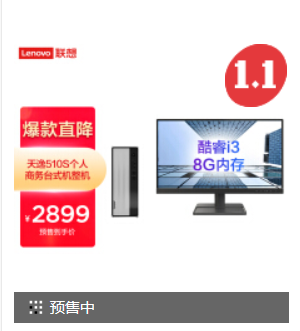 Lenovo 联想
1.1
爆款直降
天逸510S个人
商务台式机整机
¥2899
预售到手价
酷睿i3
8G内存
预售中